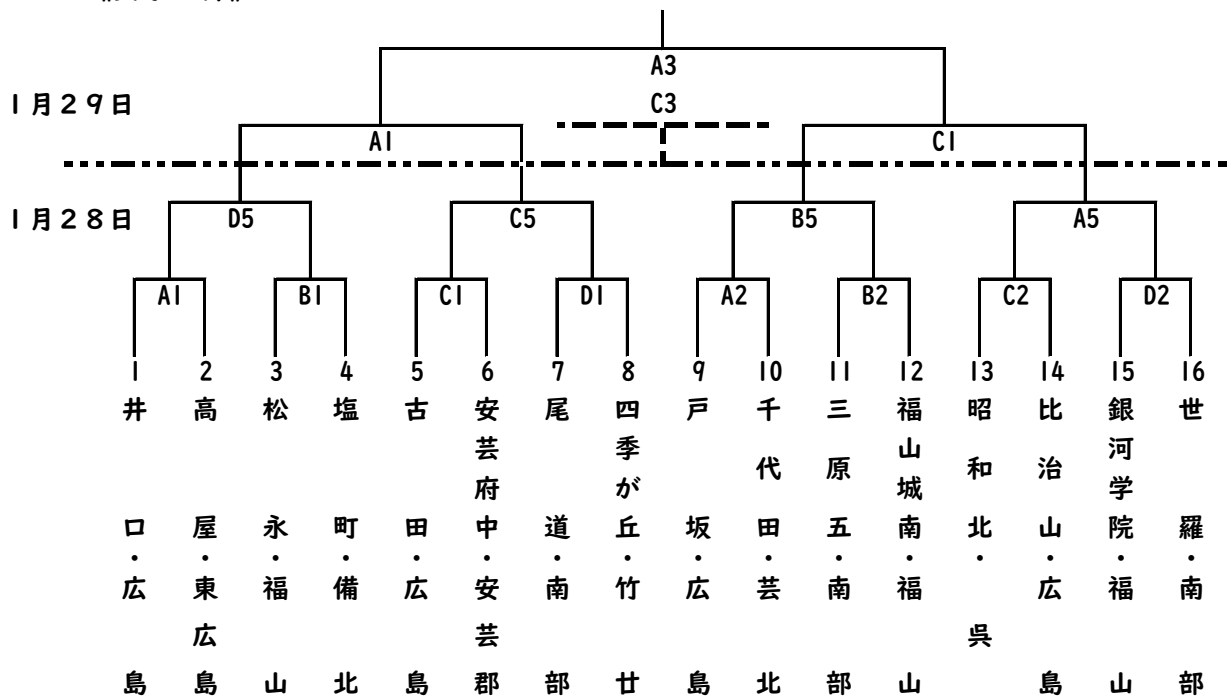 A3
1月29日
C3
A1
C1
1月28日
D5
C5
B5
A5
A1
B1
C1
D1
A2
B2
C2
D2
1 2 3 4 5 6 7 8 9 10 11 12 13 14 15 16
井口・広島
高屋・東広島
松永・福山
塩町・備北
古田・広島
安芸府中・安芸郡
尾道・南部
四季が丘・竹廿
戸坂・広島
千代田・芸北
三原五・南部
福山城南・福山
昭和北・呉
比治山・広島
銀河学院・福山
世羅・南部